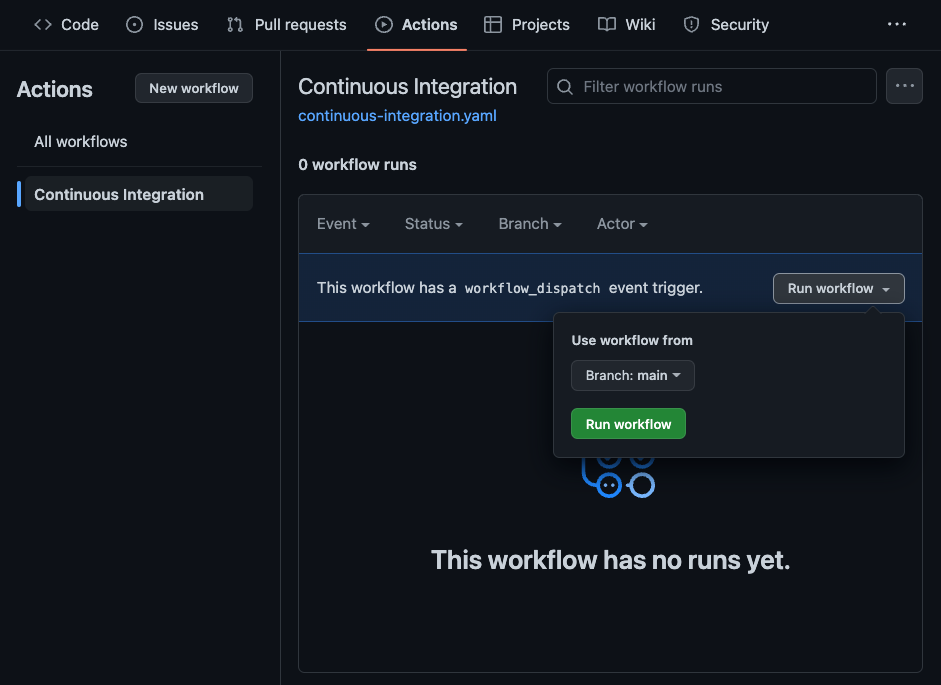 Code Issues Pull requests Actions Projects Wiki Security ...
Actions New workflow
All workflows
Continuous Integration
Continuous Integration Filter workflow runs ...
continuous-integration.yaml
0 workflow runs
Event Status Branch Actor
This workflow has a workflow_dispatch event trigger. Run workflow
Use workflow from
Branch: main
Run workflow
This workflow has no runs yet.